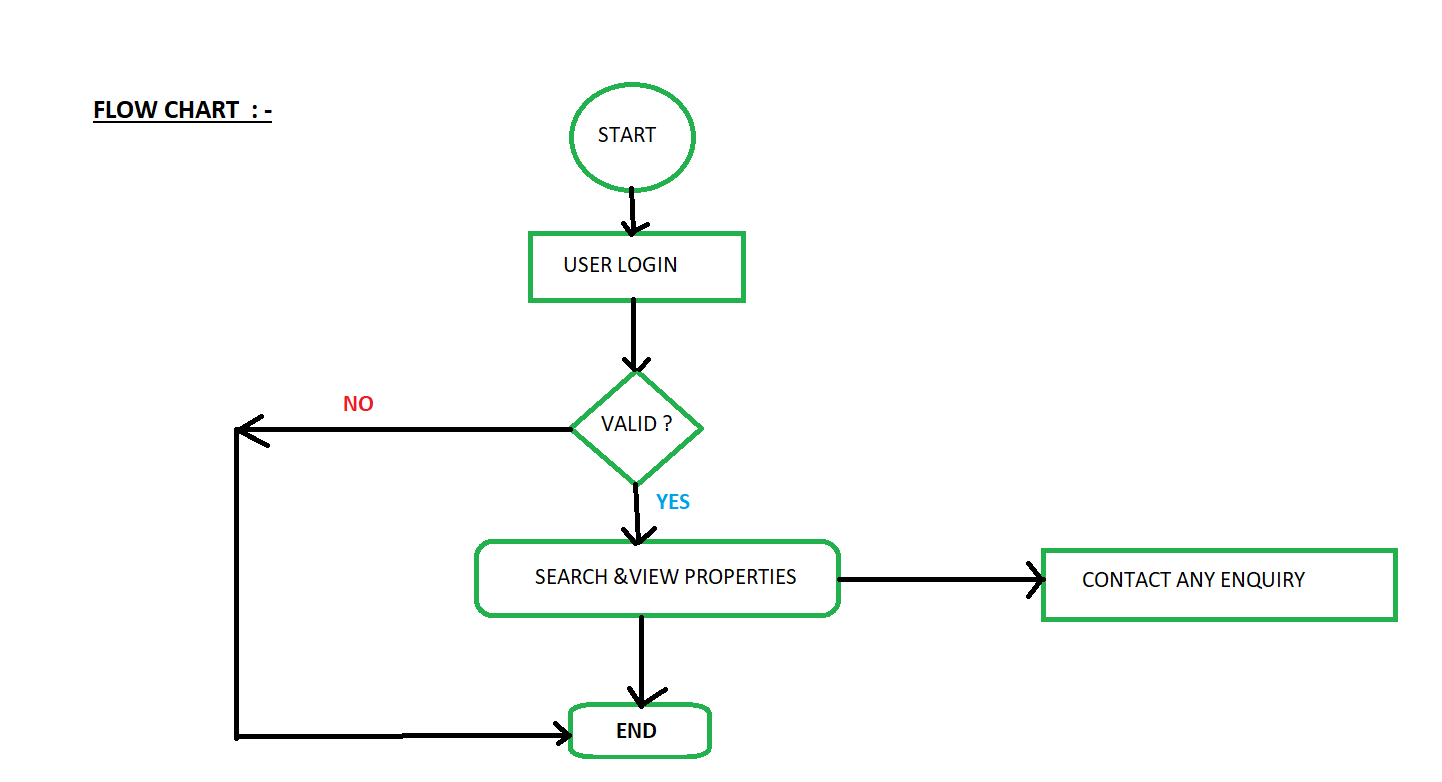 FLOW CHART : -
START
USER LOGIN
NO
VALID ?
YES
SEARCH &VIEW PROPERTIES
CONTACT ANY ENQUIRY
END